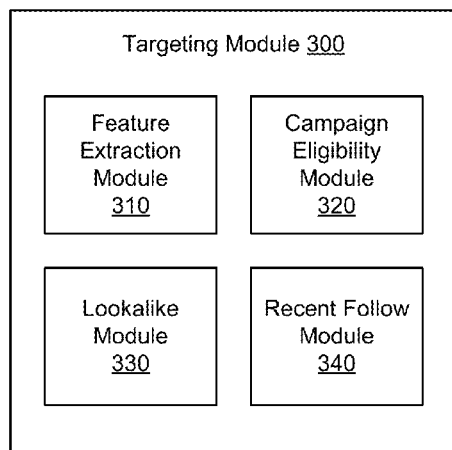 Targeting Module 300
Feature
Extraction
Module
310
Campaign
Eligibility
Module
320
Lookalike
Module
330
Recent Follow
Module
340